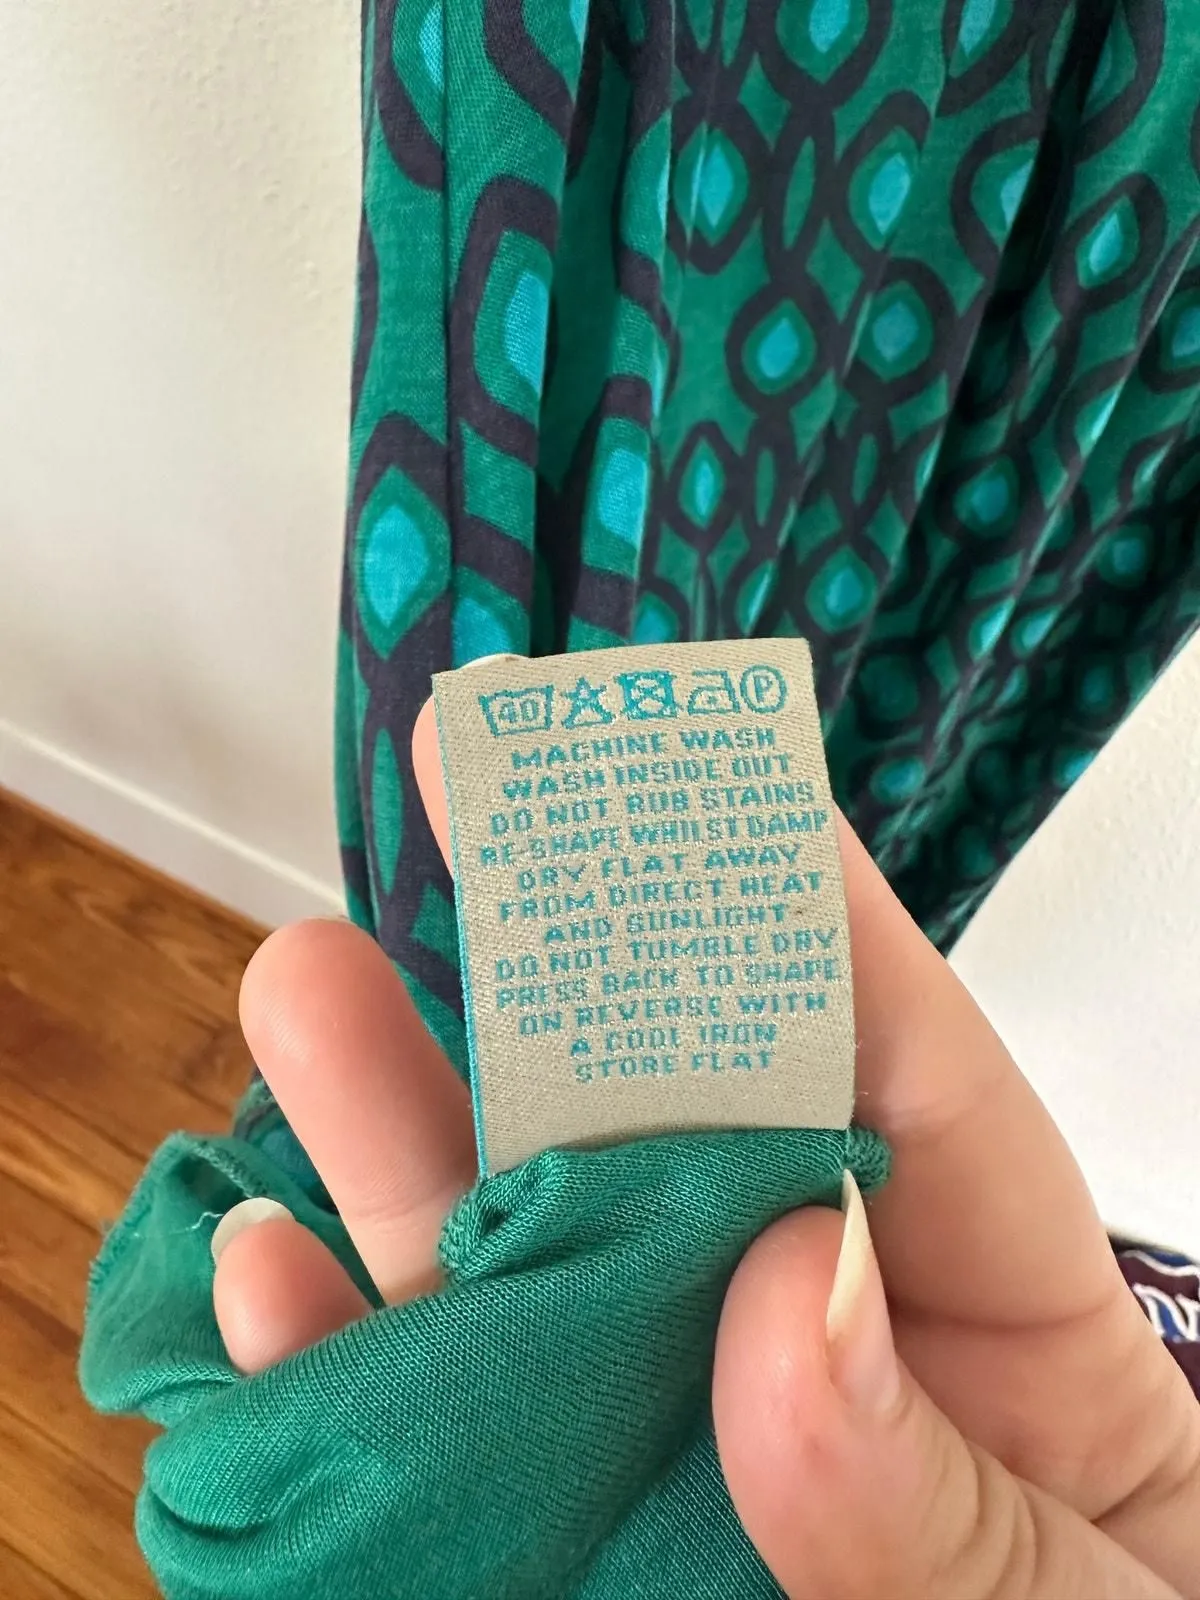 40 P
MACHINE WASH
WASH INSIDE OUT
DO NOT RUB STAINS
RE-SHAPE WHILST DAMP
DRY FLAT AWAY
FROM DIRECT HEAT
AND SUNLIGHT
DO NOT TUMBLE DRY
PRESS BACK TO SHAPE
ON REVERSE WITH
A COOL IRON
STORE FLAT